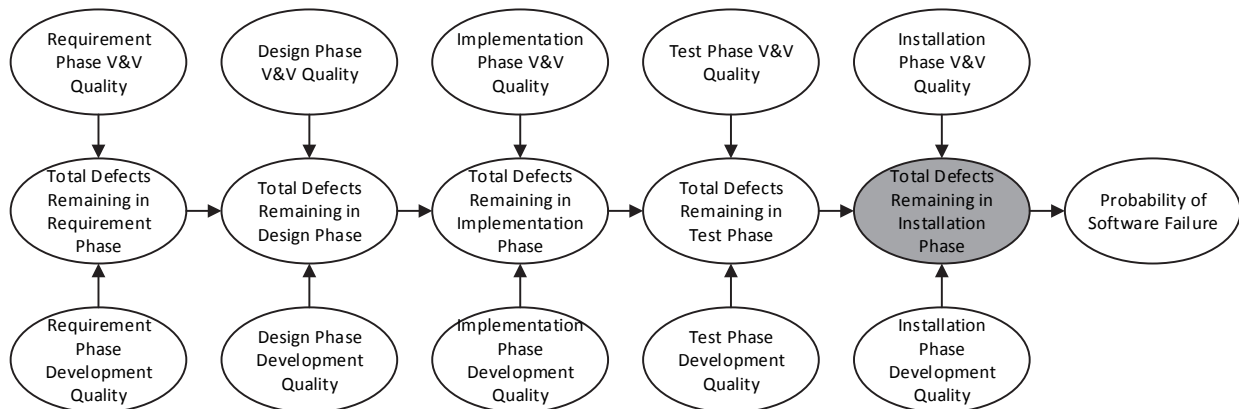 Requirement
Phase V&V
Quality
Design Phase
V&V Quality
Implementation
Phase V&V
Quality
Test Phase V&V
Quality
Installation
Phase V&V
Quality
Total Defects
Remaining in
Requirement
Phase
Total Defects
Remaining in
Design Phase
Total Defects
Remaining in
Implementation
Phase
Total Defects
Remaining in
Test Phase
Total Defects
Remaining in
Installation
Phase
Probability of
Software Failure
Requirement
Phase
Development
Quality
Design Phase
Development
Quality
Implementation
Phase
Development
Quality
Test Phase
Development
Quality
Installation
Phase
Development
Quality